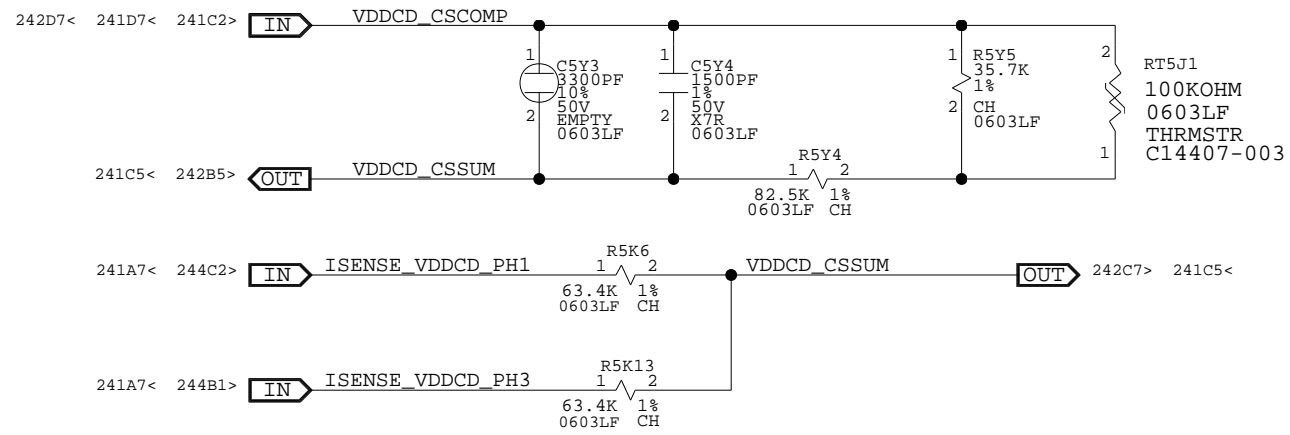 242D7< 241D7< 241C2> IN VDDCD_CSCOMP
1 C5Y3
3300PF
10%
50V
2 EMPTY
0603LF
1 C5Y4
1500PF
1%
50V
2 X7R
0603LF
1 R5Y5
35.7K
1%
2 CH
0603LF
2 RT5J1
100KOHM
0603LF
THRMSTR
1 C14407-003
241C5< 242B5> OUT VDDCD_CSSUM
R5Y4
1 2
82.5K 1%
0603LF CH
241A7< 244C2> IN ISENSE_VDDCD_PH1
R5K6
1 2
63.4K 1%
0603LF CH
VDDCD_CSSUM OUT 242C7> 241C5<
241A7< 244B1> IN ISENSE_VDDCD_PH3
R5K13
1 2
63.4K 1%
0603LF CH